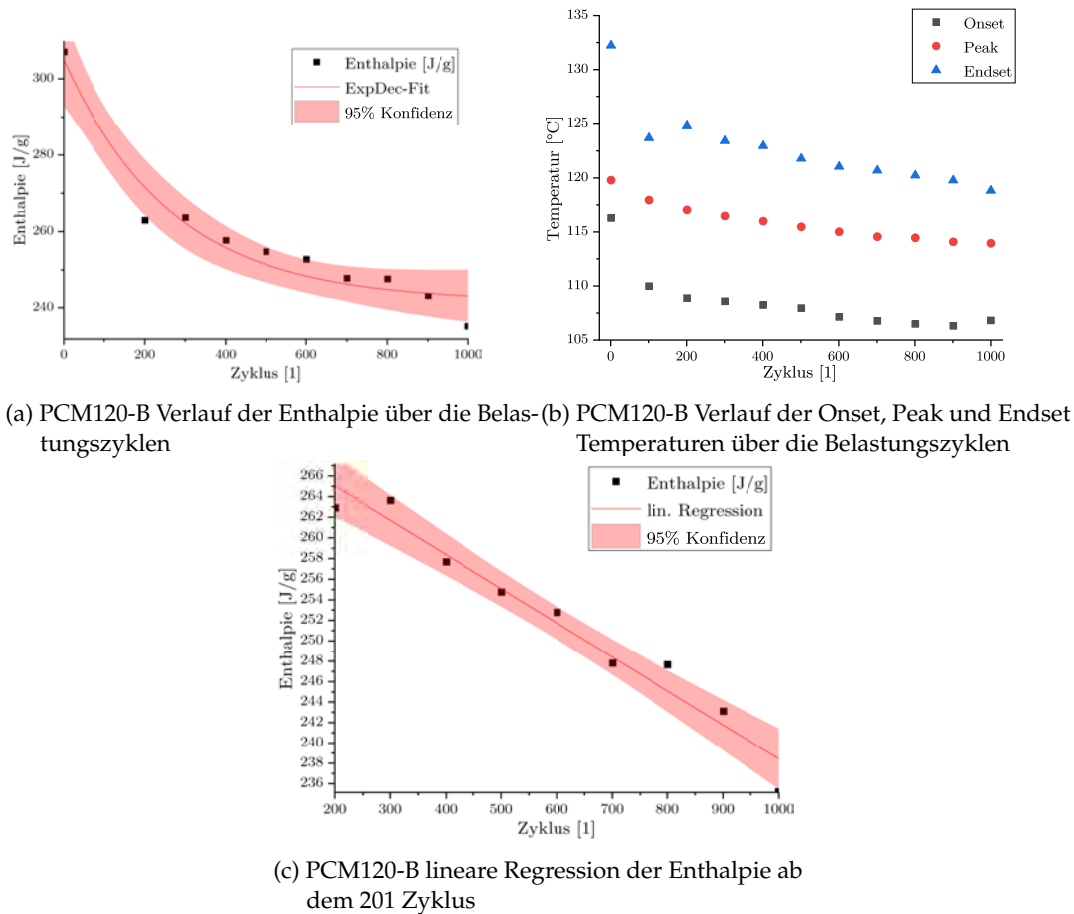 Enthalpie [J/g]
ExpDec-Fit
95% Konfidenz
300
280
260
240
Enthalpie [J/g]
0 200 400 600 800 1000
Zyklus [1]
Onset
Peak
Endset
135
130
125
120
115
110
105
Temperatur [°C]
0 200 400 600 800 1000
Zyklus [1]
(a) PCM120-B Verlauf der Enthalpie über die Belas-
tungszyklen
(b) PCM120-B Verlauf der Onset, Peak und Endset
Temperaturen über die Belastungszyklen
Enthalpie [J/g]
lin. Regression
95% Konfidenz
266
264
262
260
258
256
254
252
250
248
246
244
242
240
238
236
Enthalpie [J/g]
200 300 400 500 600 700 800 900 1000
Zyklus [1]
(c) PCM120-B lineare Regression der Enthalpie ab
dem 201 Zyklus